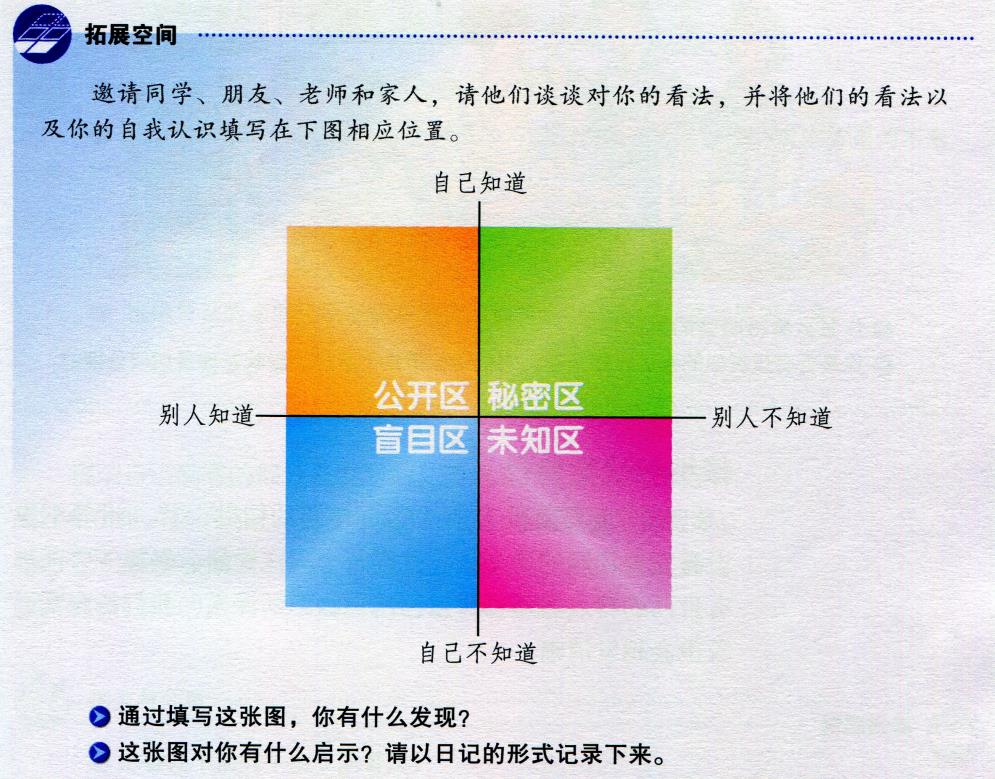 拓展空间
邀请同学、朋友、老师和家人，请他们谈谈对你的看法，并将他们的看法以
及你的自我认识填写在下图相应位置。
自己知道
公开区 秘密区
别人知道 别人不知道
盲目区 未知区
自己不知道
通过填写这张图，你有什么发现？
这张图对你有什么启示？请以日记的形式记录下来。